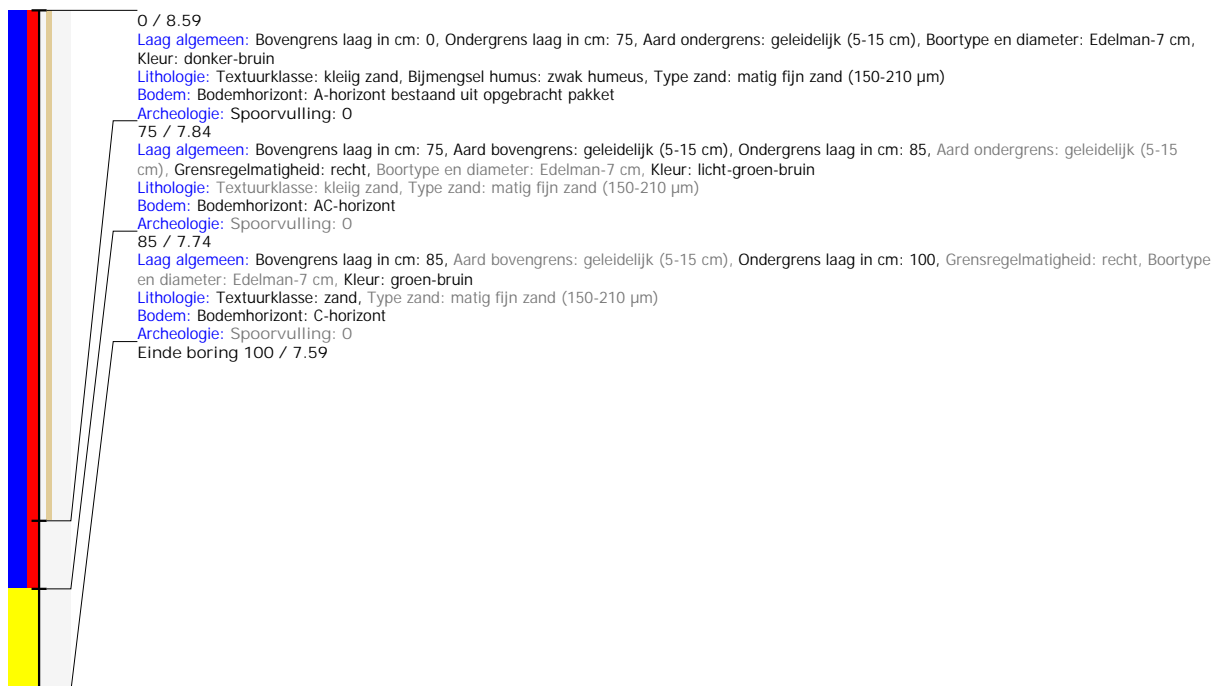 0 / 8.59
Laag algemeen: Bovengrens laag in cm: 0, Ondergrens laag in cm: 75, Aard ondergrens: geleidelijk (5-15 cm), Boortype en diameter: Edelman-7 cm,
Kleur: donker-bruin
Lithologie: Textuurklasse: kleiig zand, Bijmengsel humus: zwak humeus, Type zand: matig fijn zand (150-210 µm)
Bodem: Bodemhorizont: A-horizont bestaand uit opgebracht pakket
Archeologie: Spoorvulling: 0
75 / 7.84
Laag algemeen: Bovengrens laag in cm: 75, Aard bovengrens: geleidelijk (5-15 cm), Ondergrens laag in cm: 85, Aard ondergrens: geleidelijk (5-15
cm), Grensregelmatigheid: recht, Boortype en diameter: Edelman-7 cm, Kleur: licht-groen-bruin
Lithologie: Textuurklasse: kleiig zand, Type zand: matig fijn zand (150-210 µm)
Bodem: Bodemhorizont: AC-horizont
Archeologie: Spoorvulling: 0
85 / 7.74
Laag algemeen: Bovengrens laag in cm: 85, Aard bovengrens: geleidelijk (5-15 cm), Ondergrens laag in cm: 100, Grensregelmatigheid: recht, Boortype
en diameter: Edelman-7 cm, Kleur: groen-bruin
Lithologie: Textuurklasse: zand, Type zand: matig fijn zand (150-210 µm)
Bodem: Bodemhorizont: C-horizont
Archeologie: Spoorvulling: 0
Einde boring 100 / 7.59